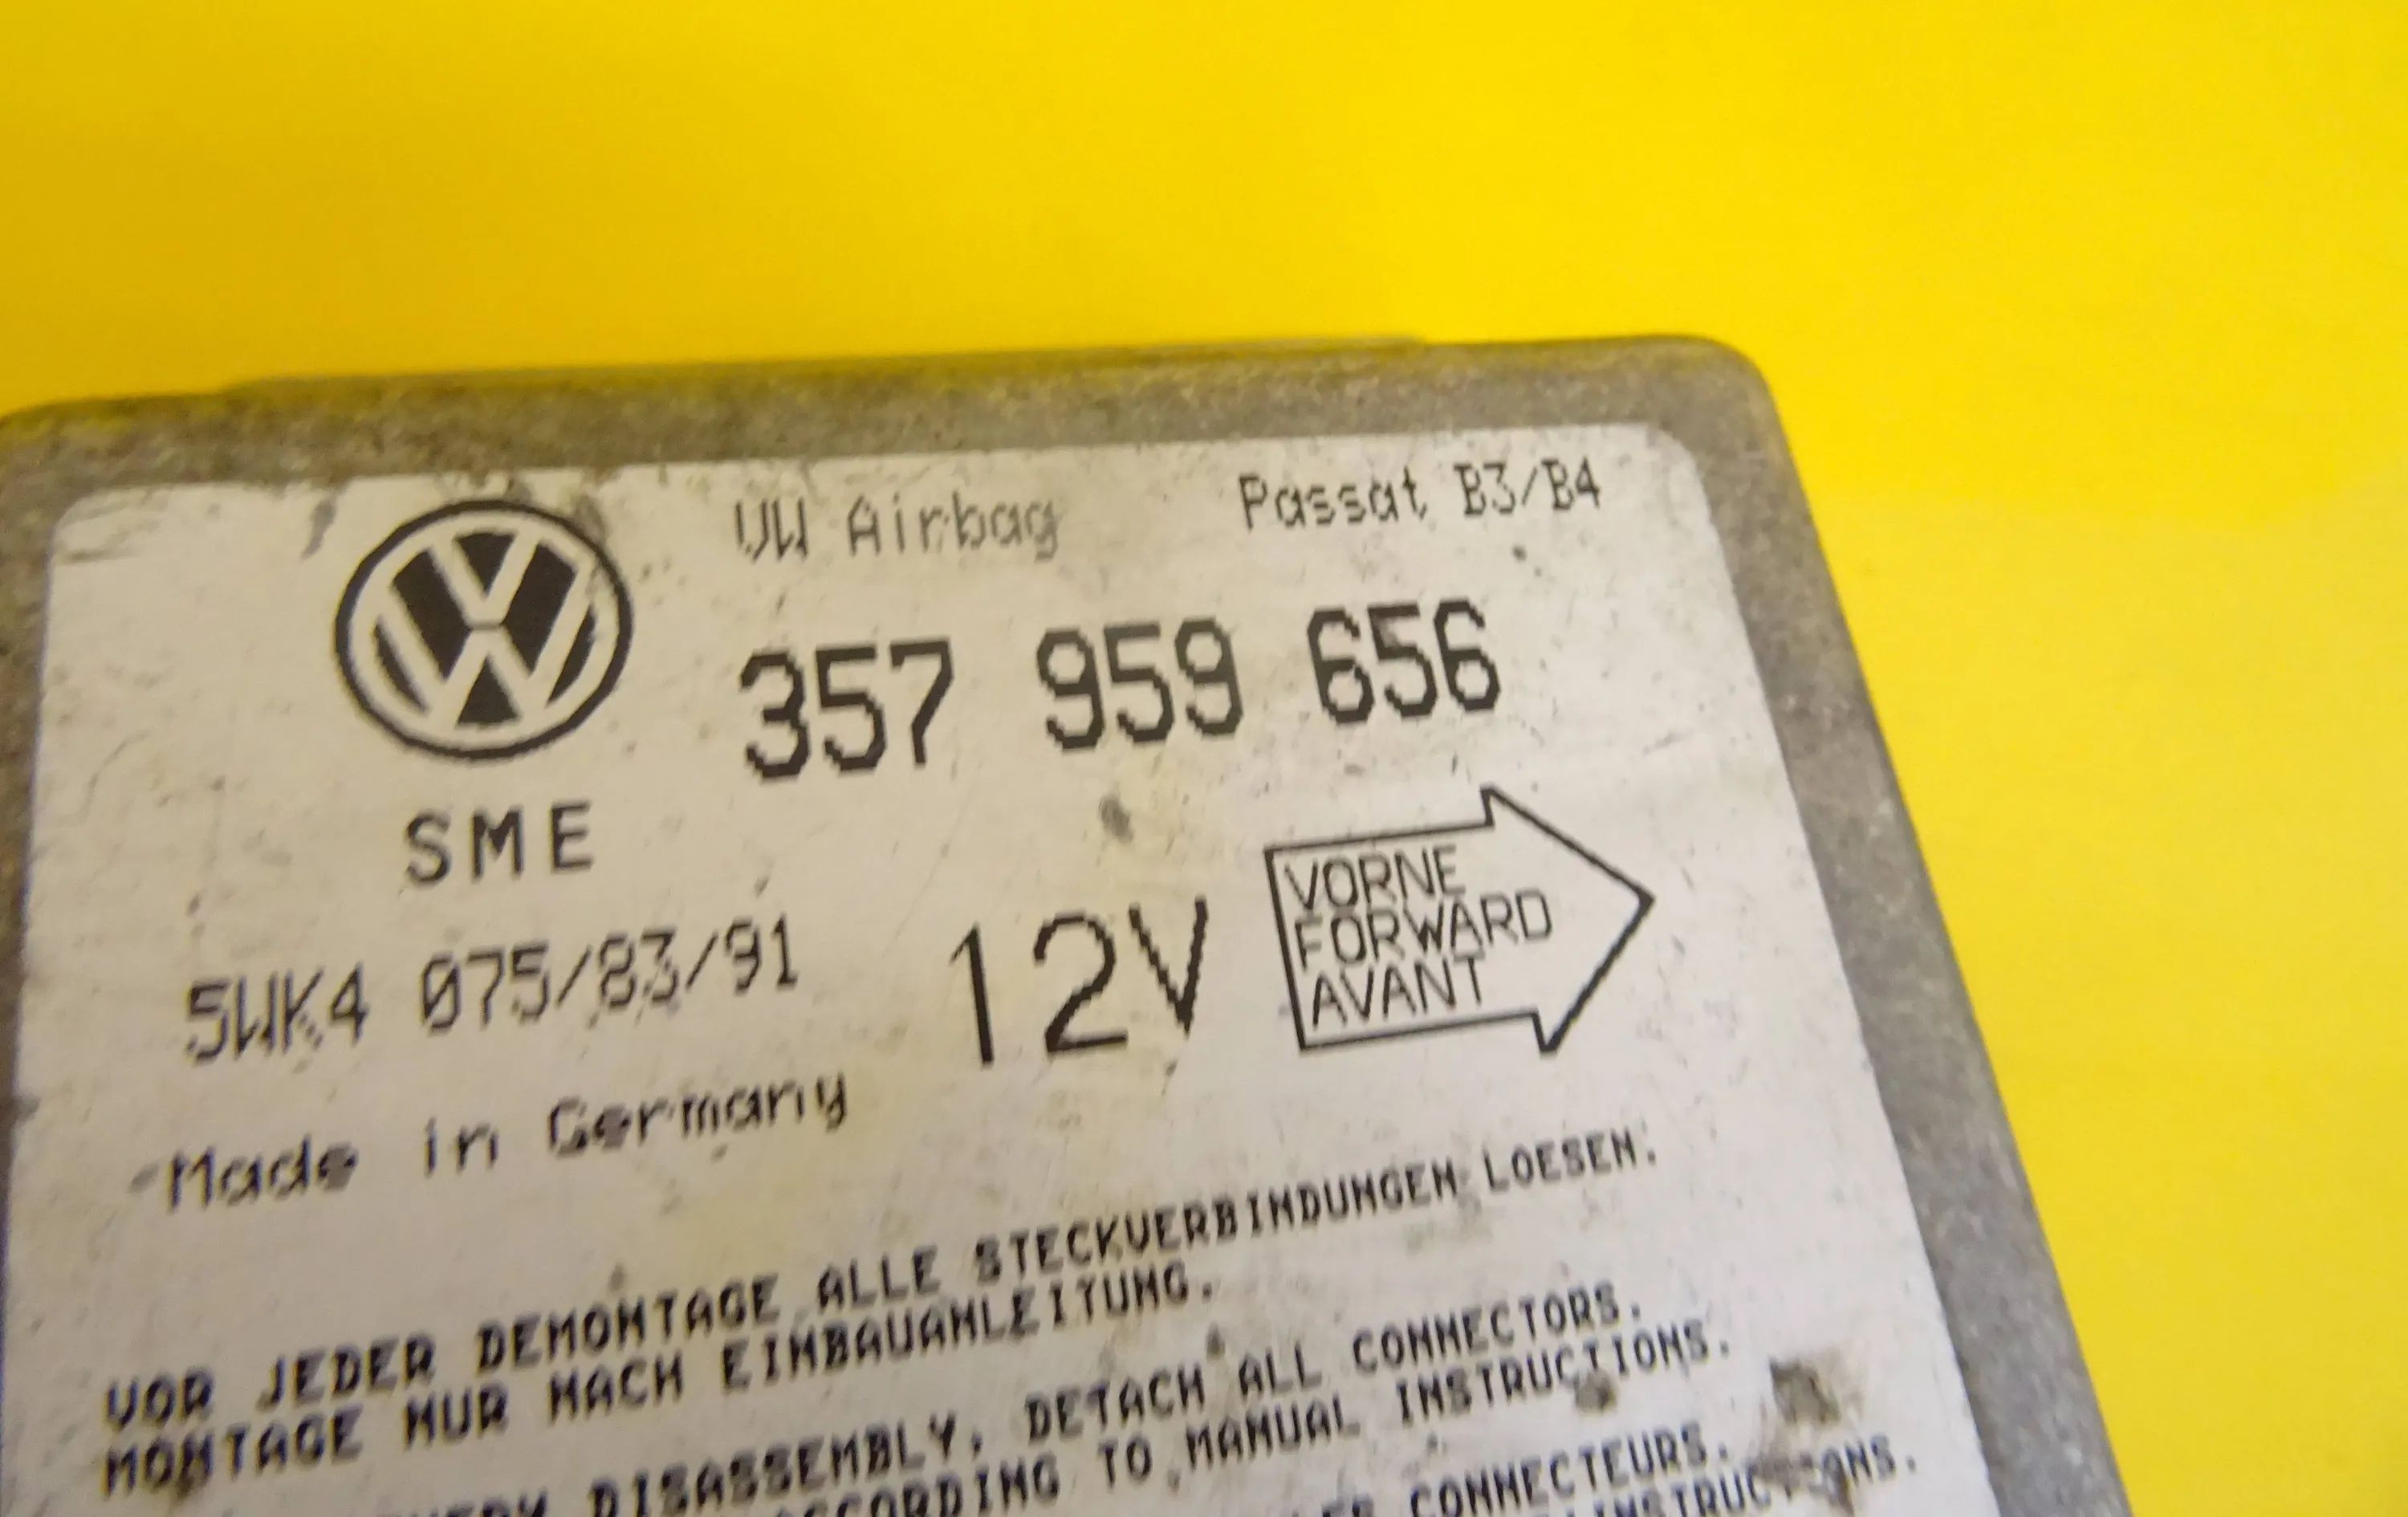 VW Airbag Passat B3/B4
357 959 656
SME
5WK4 075/83/91
12V
VORNE
FORWARD
AVANT
Made in Germany
VOR JEDER DEMONTAGE ALLE STECKVERBINDUNGEN LOESEN.
MONTAGE NUR NACH EINBAUANLEITUNG.
DISASSEMBLY, DETACH ALL CONNECTORS.
ACCORDING TO MANUAL INSTRUCTIONS.
CONNECTEURS.